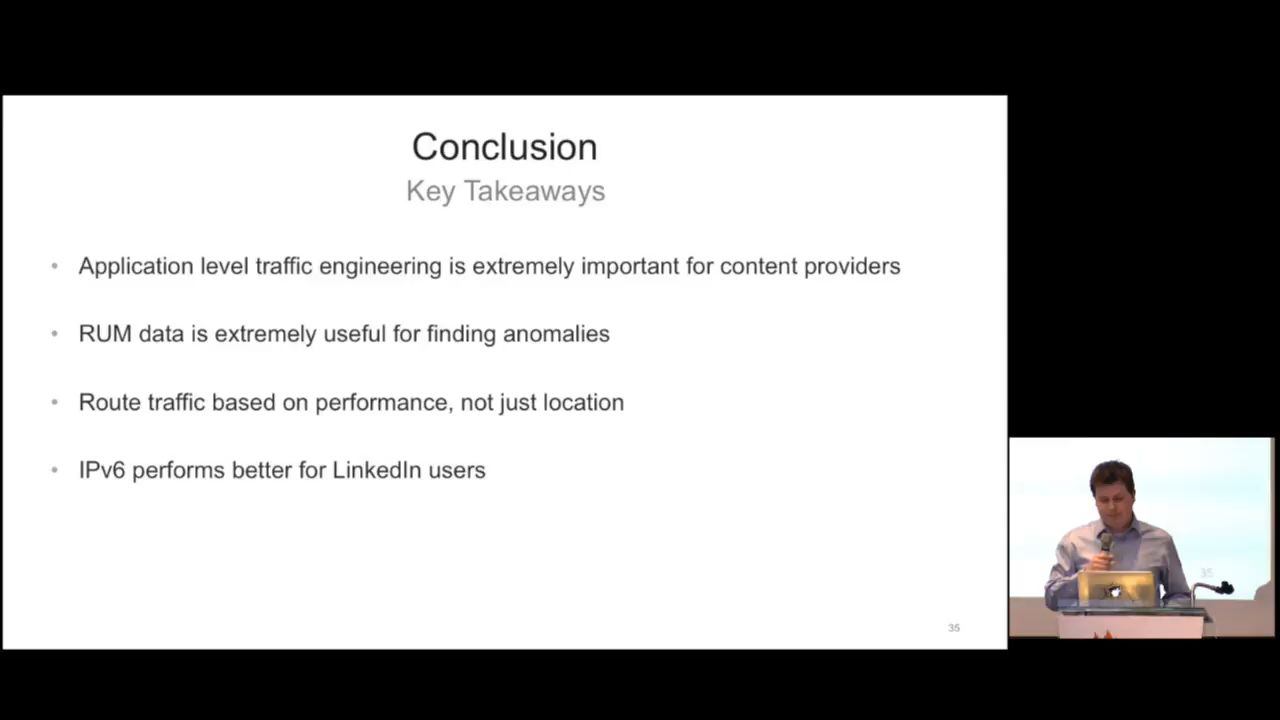 Conclusion
Key Takeaways
• Application level traffic engineering is extremely important for content providers
• RUM data is extremely useful for finding anomalies
• Route traffic based on performance, not just location
• IPv6 performs better for LinkedIn users
35
35